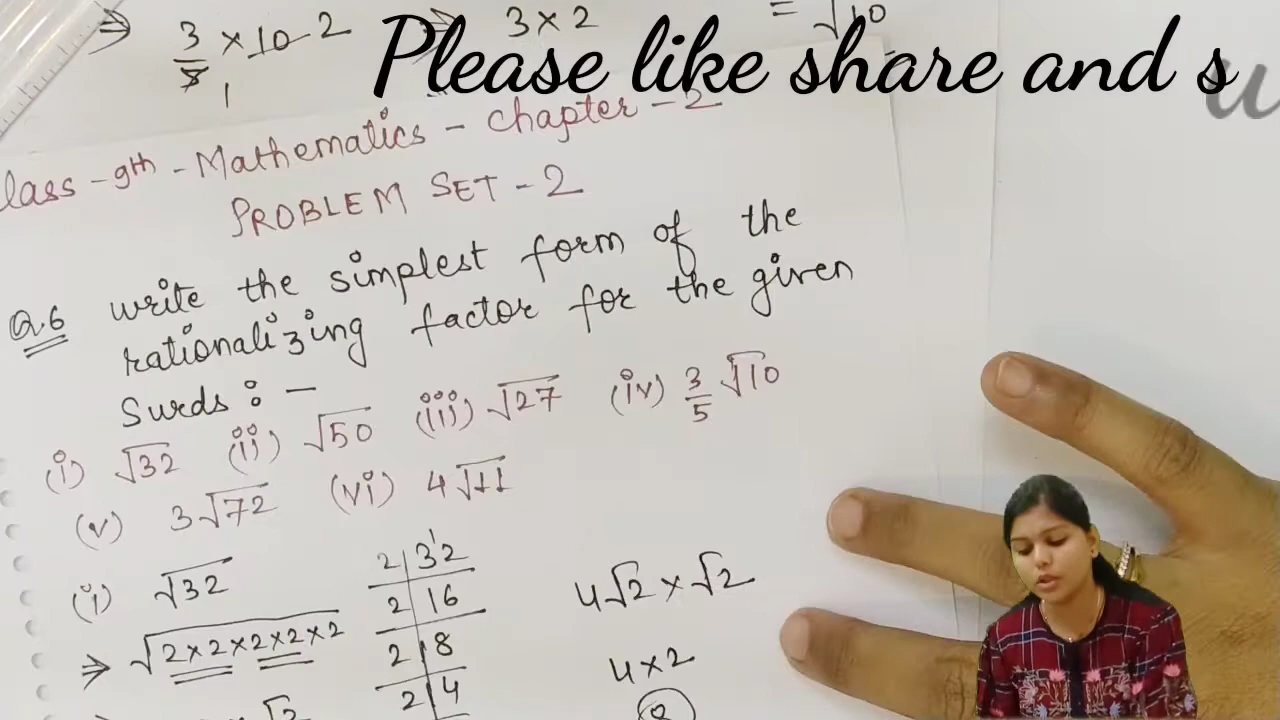 ⇒ 3/5 × 10 2 ⇒ 3 × 2 = √10
1
Please like share and s u
lass - 9th - Mathematics - chapter - 2
PROBLEM SET - 2
Q.6 write the simplest form of the
rationalizing factor for the given
Surds : -
(i) √32 (ii) √50 (iii) √27 (iv) 3/5 √10
(v) 3√72 (vi) 4√11
(i) √32
⇒ √2×2×2×2×2
2 | 32
2 | 16
2 | 8
2 | 4
4√2 × √2
4 × 2
8